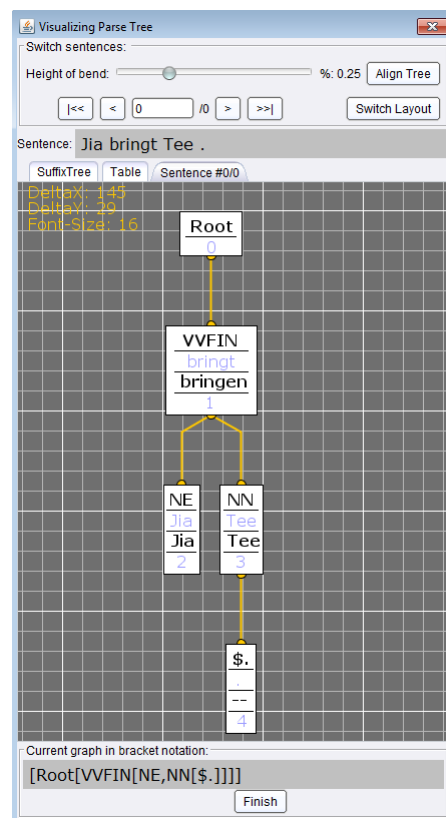 Visualizing Parse Tree
Switch sentences:
Height of bend: %: 0.25 Align Tree
|<< < 0 /0 > >>| Switch Layout
Sentence: Jia bringt Tee .
SuffixTree Table Sentence #0/0
DeltaX: 145
DeltaY: 29
Font-Size: 16
Root
0
VVFIN
bringt
bringen
1
NE NN
Jia Tee
Jia Tee
2 3
$.
.
--
4
Current graph in bracket notation:
[Root[VVFIN[NE,NN[$.]]]]
Finish